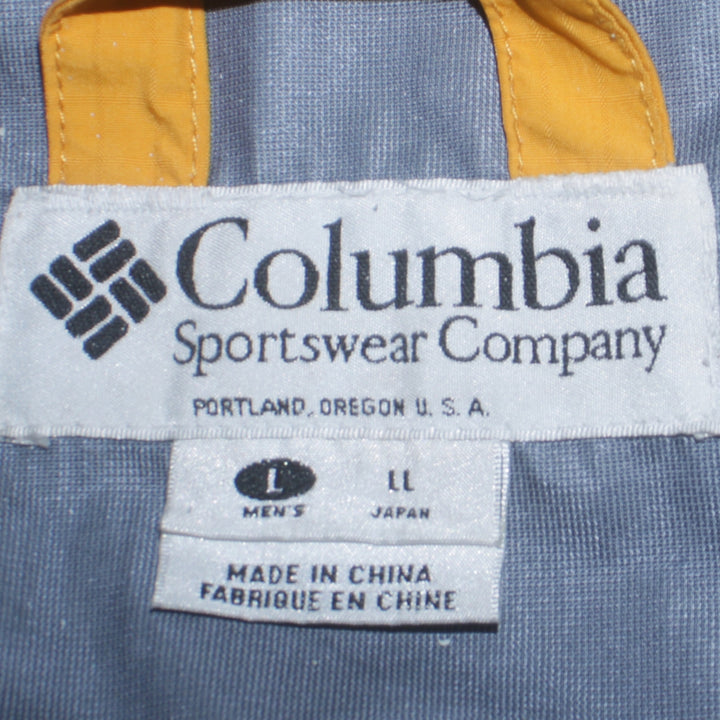 Columbia
Sportswear Company
PORTLAND, OREGON U. S. A.
L LL
MEN'S JAPAN
MADE IN CHINA
FABRIQUE EN CHINE